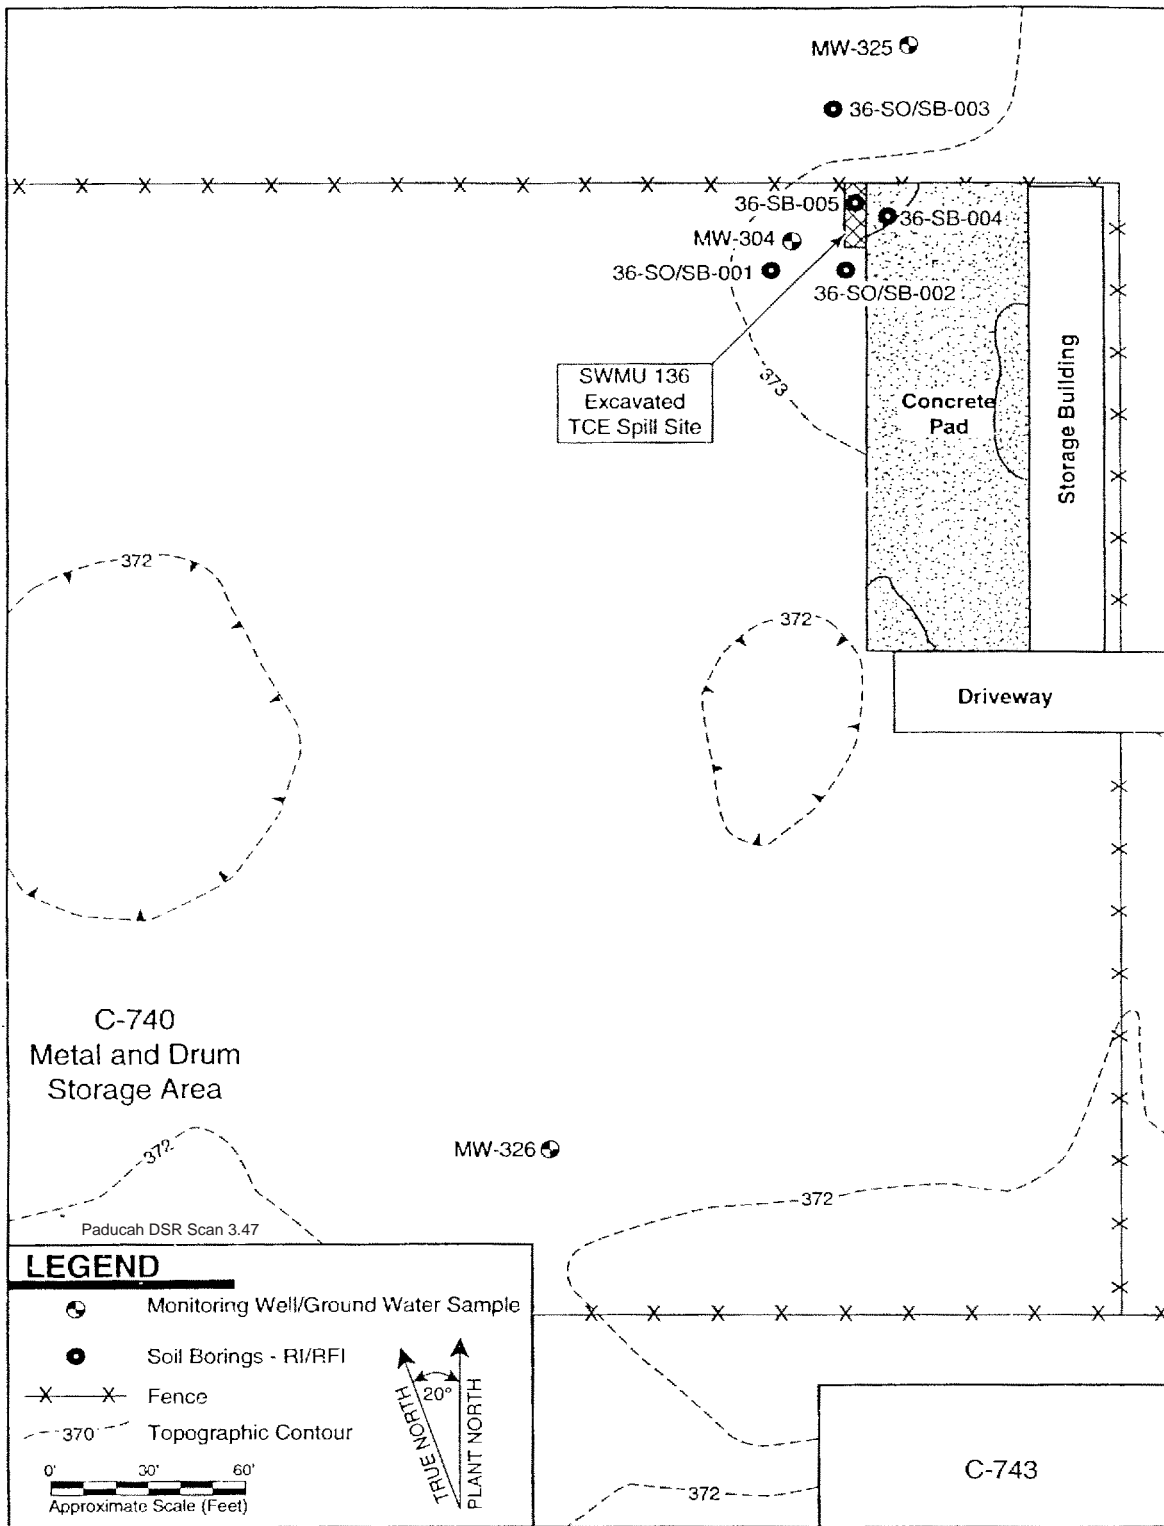 MW-325
36-SO/SB-003
36-SB-005
36-SB-004
MW-304
36-SO/SB-001
36-SO/SB-002
SWMU 136
Excavated
TCE Spill Site
373
Concrete
Pad
Storage Building
372
372
Driveway
C-740
Metal and Drum
Storage Area
372
MW-326
372
Paducah DSR Scan 3.47
LEGEND
Monitoring Well/Ground Water Sample
Soil Borings - RI/RFI
Fence
370 Topographic Contour
0' 30' 60'
Approximate Scale (Feet)
TRUE NORTH
20°
PLANT NORTH
C-743
372